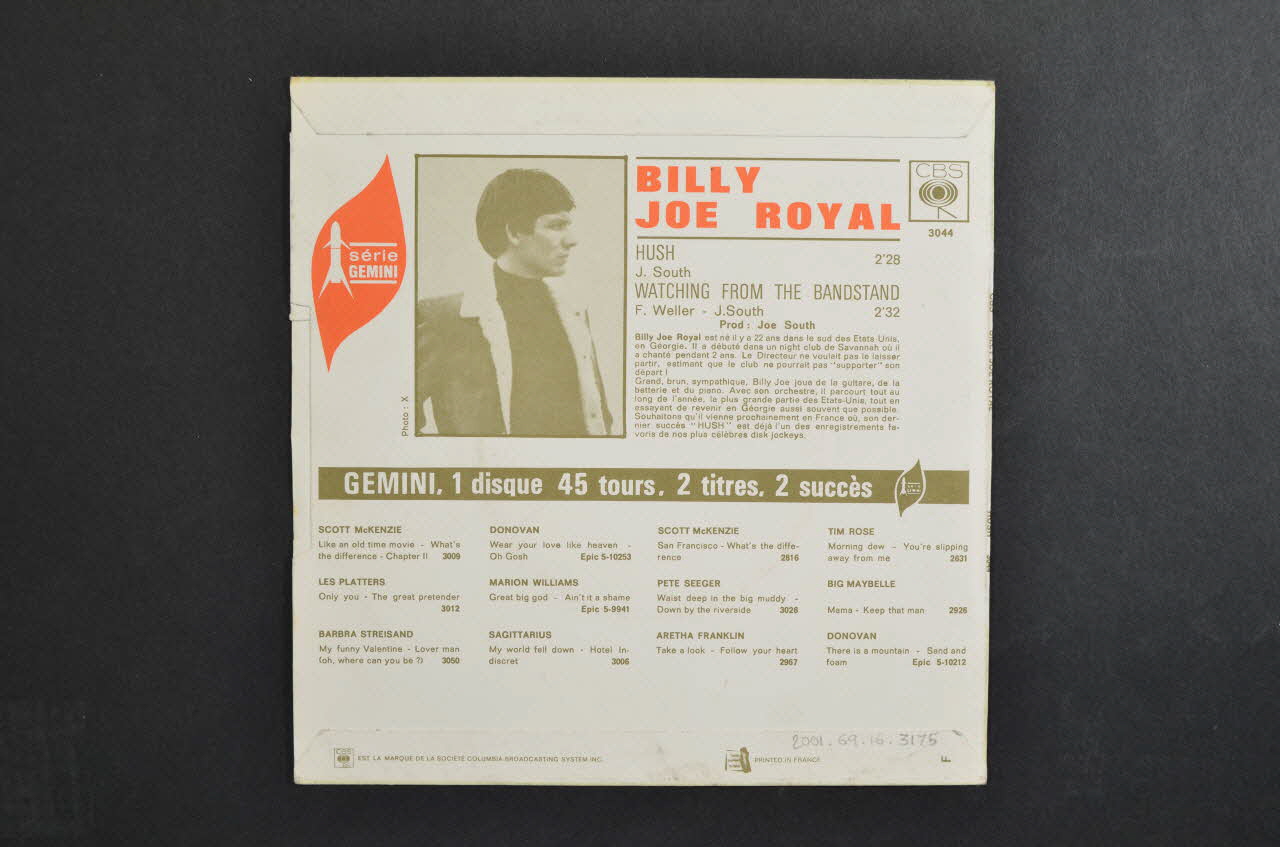 BILLY
JOE ROYAL
CBS
3044
série
GEMINI
HUSH 2'28
J. South
WATCHING FROM THE BANDSTAND
F. Weller - J.South 2'32
Prod : Joe South
Billy Joe Royal est né il y a 22 ans dans le sud des Etats Unis,
en Géorgie. Il a débuté dans un night club de Savannah où il
a chanté pendant 2 ans. Le Directeur ne voulait pas le laisser
partir, estimant que le club ne pourrait pas "supporter" son
départ !
Grand, brun, sympathique, Billy Joe joue de la guitare, de la
batterie et du piano. Avec son orchestre, il parcourt tout au
long de l'année, la plus grande partie des Etats-Unis, tout en
essayant de revenir en Géorgie aussi souvent que possible.
Souhaitons qu'il vienne prochainement en France où, son der-
nier succès "HUSH" est déjà l'un des enregistrements fa-
voris de nos plus célèbres disk jockeys.
Photo : X
GEMINI, 1 disque 45 tours, 2 titres, 2 succès
SCOTT McKENZIE
Like an old time movie - What's
the difference - Chapter II 3009
DONOVAN
Wear your love like heaven -
Oh Gosh Epic 5-10253
SCOTT McKENZIE
San Francisco - What's the diffe-
rence 2816
TIM ROSE
Morning dew - You're slipping
away from me 2631
LES PLATTERS
Only you - The great pretender
3012
MARION WILLIAMS
Great big god - Ain't it a shame
Epic 5-9941
PETE SEEGER
Waist deep in the big muddy -
Down by the riverside 3026
BIG MAYBELLE
Mama - Keep that man 2926
BARBRA STREISAND
My funny Valentine - Lover man
(oh, where can you be ?) 3050
SAGITTARIUS
My world fell down - Hotel In-
discret 3006
ARETHA FRANKLIN
Take a look - Follow your heart
2967
DONOVAN
There is a mountain - Sand and
foam Epic 5-10212
2001.69.16.3175
CBS
EST LA MARQUE DE LA SOCIÉTÉ COLUMBIA BROADCASTING SYSTEM INC.
PRINTED IN FRANCE
F